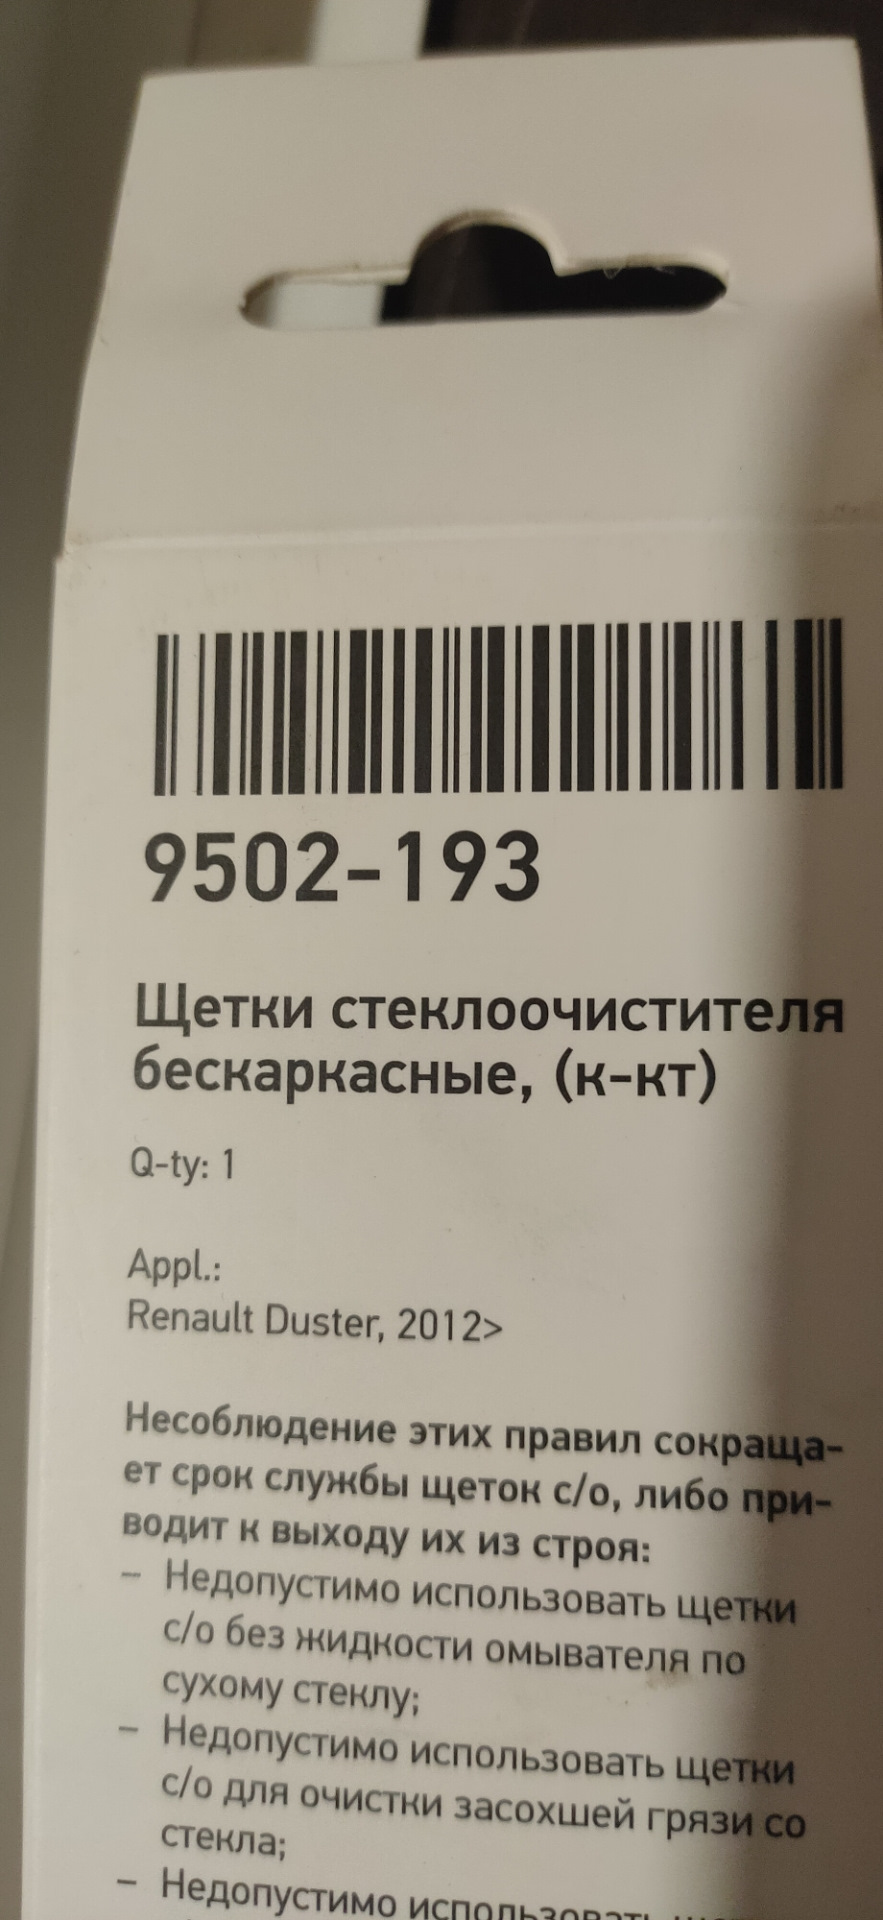 9502-193
Щетки стеклоочистителя
бескаркасные, (к-кт)
Q-ty: 1
Appl.:
Renault Duster, 2012>
Несоблюдение этих правил сокраща-
ет срок службы щеток с/о, либо при-
водит к выходу их из строя:
– Недопустимо использовать щетки
с/о без жидкости омывателя по
сухому стеклу;
– Недопустимо использовать щетки
с/о для очистки засохшей грязи со
стекла;
– Недопустимо использовать